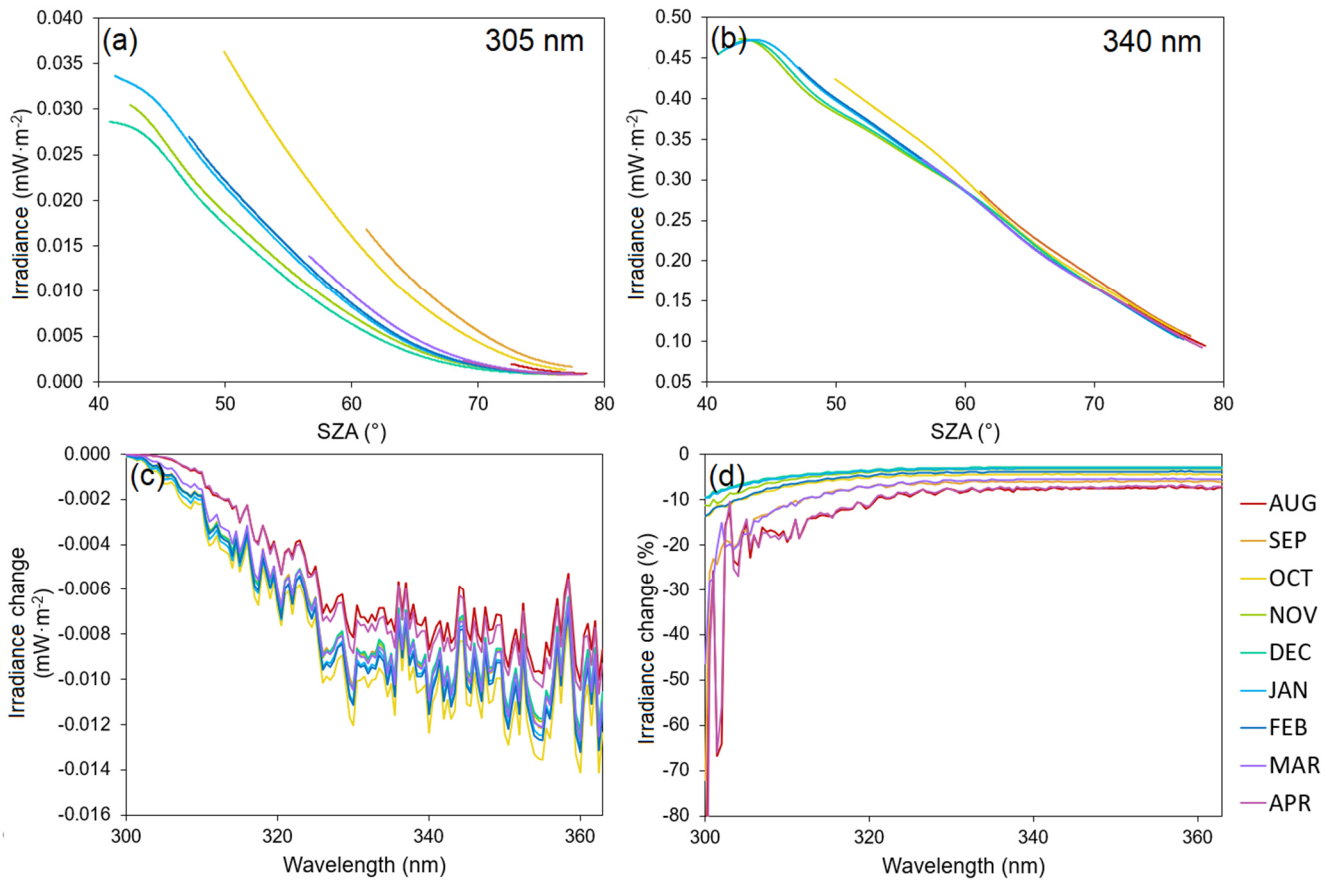 (a) 305 nm
0.040
0.035
0.030
0.025
0.020
0.015
0.010
0.005
0.000
Irradiance (mW·m⁻²)
40 50 60 70 80
SZA (°)
(b) 340 nm
0.50
0.45
0.40
0.35
0.30
0.25
0.20
0.15
0.10
0.05
Irradiance (mW·m⁻²)
40 50 60 70 80
SZA (°)
(c)
0.000
-0.002
-0.004
-0.006
-0.008
-0.010
-0.012
-0.014
-0.016
Irradiance change
(mW·m⁻²)
300 320 340 360
Wavelength (nm)
(d)
0
-10
-20
-30
-40
-50
-60
-70
-80
Irradiance change (%)
300 320 340 360
Wavelength (nm)
AUG
SEP
OCT
NOV
DEC
JAN
FEB
MAR
APR